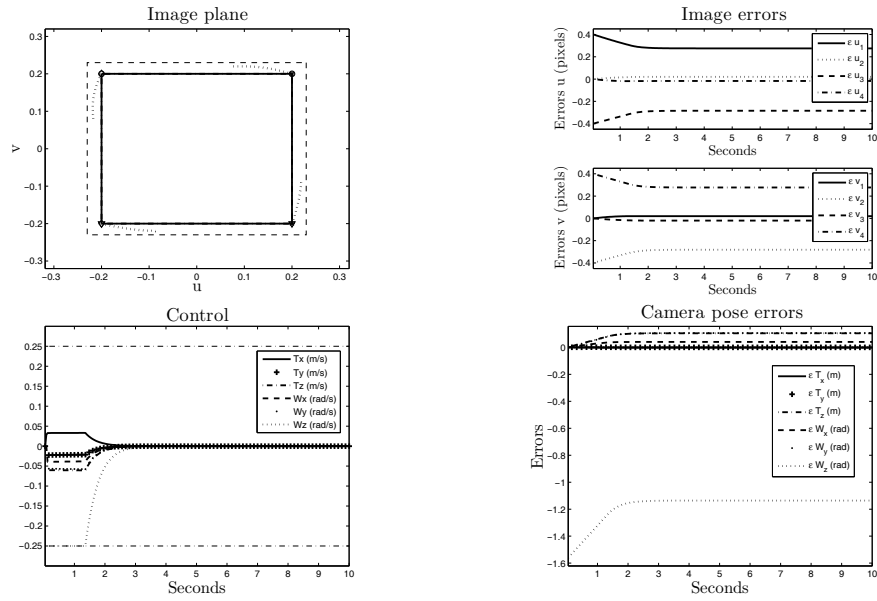 Image plane
0.3
0.2
0.1
0
−0.1
−0.2
−0.3
v
−0.3 −0.2 −0.1 0 0.1 0.2 0.3
u
Image errors
0.4
0.2
0
−0.2
−0.4
Errors u (pixels)
ε u1
ε u2
ε u3
ε u4
1 2 3 4 5 6 7 8 9 10
Seconds
0.4
0.2
0
−0.2
−0.4
Errors v (pixels)
ε v1
ε v2
ε v3
ε v4
1 2 3 4 5 6 7 8 9 10
Seconds
Control
0.25
0.2
0.15
0.1
0.05
0
−0.05
−0.1
−0.15
−0.2
−0.25
Tx (m/s)
Ty (m/s)
Tz (m/s)
Wx (rad/s)
Wy (rad/s)
Wz (rad/s)
1 2 3 4 5 6 7 8 9 10
Seconds
Camera pose errors
0
−0.2
−0.4
−0.6
−0.8
−1
−1.2
−1.4
−1.6
Errors
ε Tx (m)
ε Ty (m)
ε Tz (m)
ε Wx (rad)
ε Wy (rad)
ε Wz (rad)
1 2 3 4 5 6 7 8 9 10
Seconds